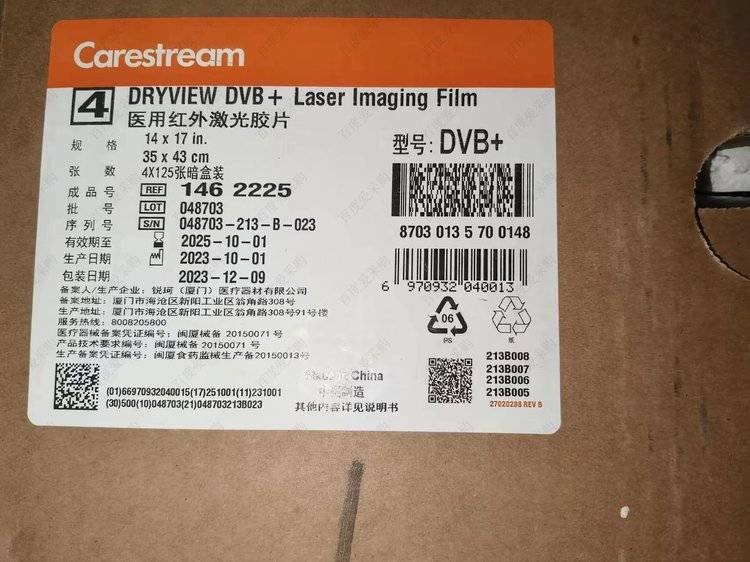 Carestream
4 DRYVIEW DVB+ Laser Imaging Film
医用红外激光胶片
规 格 14 x 17 in.
35 x 43 cm
型号: DVB+
张 数 4X125张暗盒装
成品号 REF 146 2225
批 号 LOT 048703
序列号 S/N 048703-213-B-023
有效期至 2025-10-01
生产日期 2023-10-01
包装日期 2023-12-09
8703 013 5 70 0148
6 970932 040013
备案人/生产企业: 锐珂(厦门)医疗器材有限公司
备案地址: 厦门市海沧区新阳工业区翁角路308号
生产地址: 厦门市海沧区新阳工业区翁角路308号91号楼
服务热线: 8008205800
医疗器械备案凭证编号: 闽厦械备 20150071 号
产品技术要求编号: 闽厦械备 20150071 号
生产备案凭证编号: 闽厦食药监械生产备20150013号
06
PS
纸
213B008
213B007
213B006
213B005
27020288 REV B
(01)66970932040015(17)251001(11)231001
(30)500(10)048703(21)048703213B023
Made in China
中国制造
其他内容详见说明书